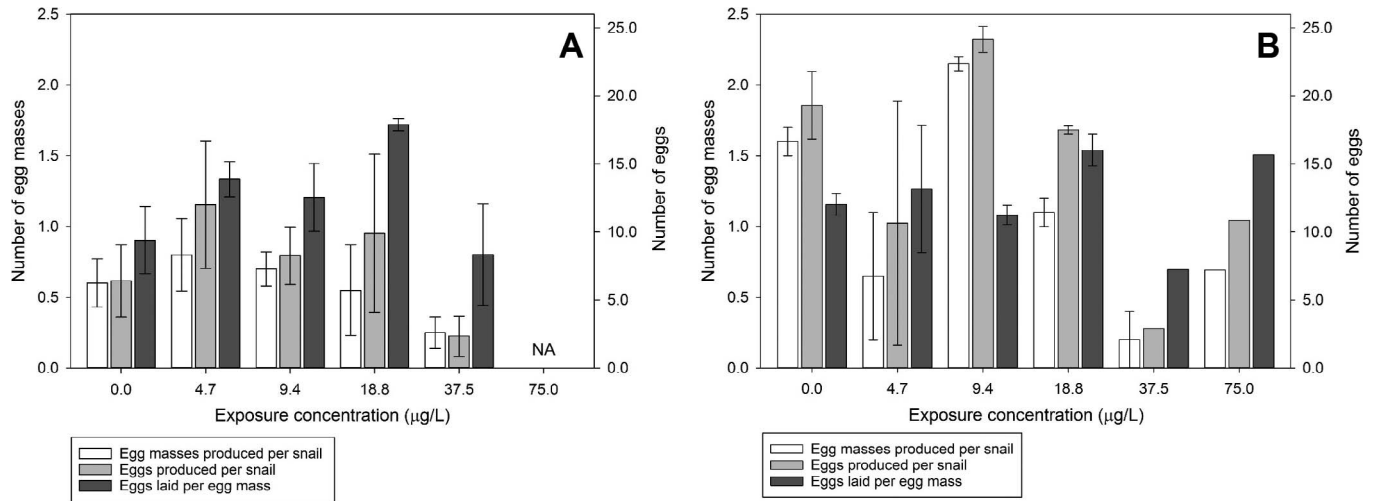 A
Number of egg masses
2.5
2.0
1.5
1.0
0.5
0.0
Number of eggs
25.0
20.0
15.0
10.0
5.0
0.0
NA
0.0 4.7 9.4 18.8 37.5 75.0
Exposure concentration (μg/L)
Egg masses produced per snail
Eggs produced per snail
Eggs laid per egg mass
B
Number of egg masses
2.5
2.0
1.5
1.0
0.5
0.0
Number of eggs
25.0
20.0
15.0
10.0
5.0
0.0
0.0 4.7 9.4 18.8 37.5 75.0
Exposure concentration (μg/L)
Egg masses produced per snail
Eggs produced per snail
Eggs laid per egg mass